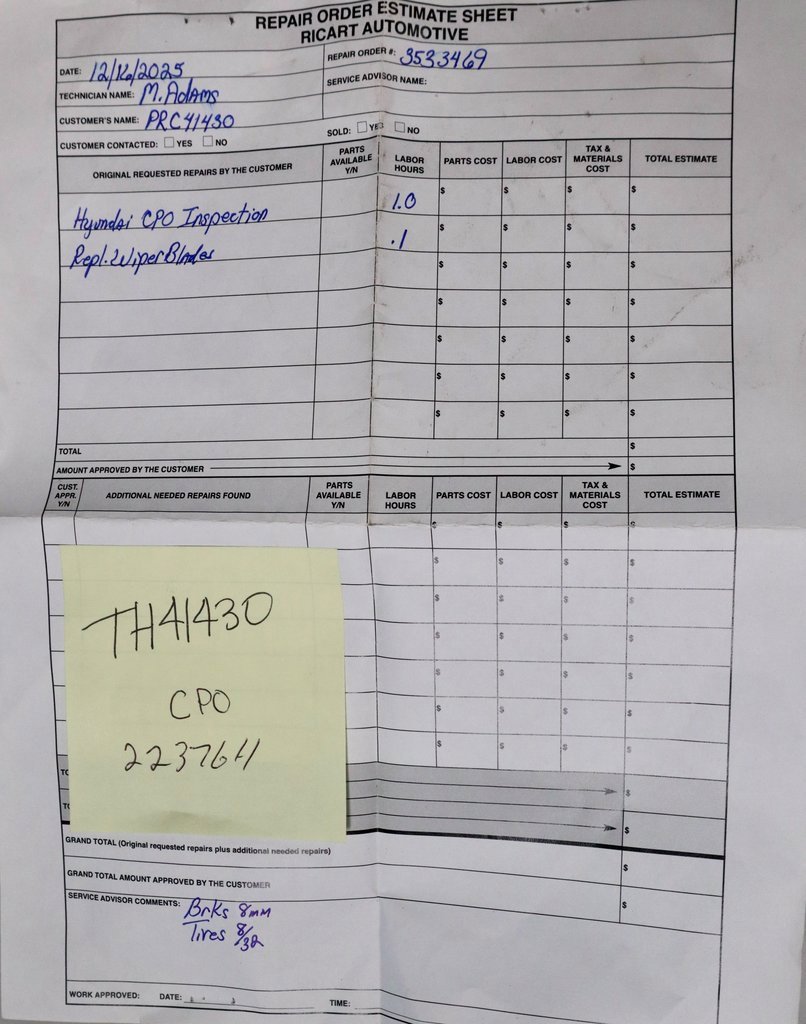 REPAIR ORDER ESTIMATE SHEET
RICART AUTOMOTIVE
DATE: 12/16/2025
REPAIR ORDER #: 3533469
TECHNICIAN NAME: M. Adams
SERVICE ADVISOR NAME:
CUSTOMER'S NAME: PRC41430
CUSTOMER CONTACTED: ☐ YES ☐ NO
SOLD: ☐ YES ☐ NO
ORIGINAL REQUESTED REPAIRS BY THE CUSTOMER PARTS AVAILABLE Y/N LABOR HOURS PARTS COST LABOR COST TAX & MATERIALS COST TOTAL ESTIMATE
Hyundai CPO Inspection 1.0 $ $ $ $
Repl. Wiper Blades .1 $ $ $ $
$ $ $ $
$ $ $ $
$ $ $ $
$ $ $ $
$ $ $ $
TOTAL $
AMOUNT APPROVED BY THE CUSTOMER $
CUST. APPR. Y/N ADDITIONAL NEEDED REPAIRS FOUND PARTS AVAILABLE Y/N LABOR HOURS PARTS COST LABOR COST TAX & MATERIALS COST TOTAL ESTIMATE
$ $ $ $
$ $ $ $
$ $ $ $
$ $ $ $
$ $ $ $
$ $ $ $
$ $ $ $
TH41430
CPO
$
$
GRAND TOTAL (Original requested repairs plus additional needed repairs) $
GRAND TOTAL AMOUNT APPROVED BY THE CUSTOMER $
SERVICE ADVISOR COMMENTS: Brks 8mm
Tires 8/32
WORK APPROVED: DATE: TIME: